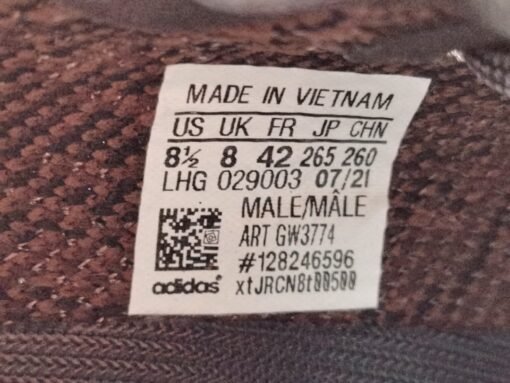 MADE IN VIETNAM
US UK FR JP CHN
8½ 8 42 265 260
LHG 029003 07/21
MALE/MÂLE
ART GW3774
#128246596
adidas® xtJRCN8t00500